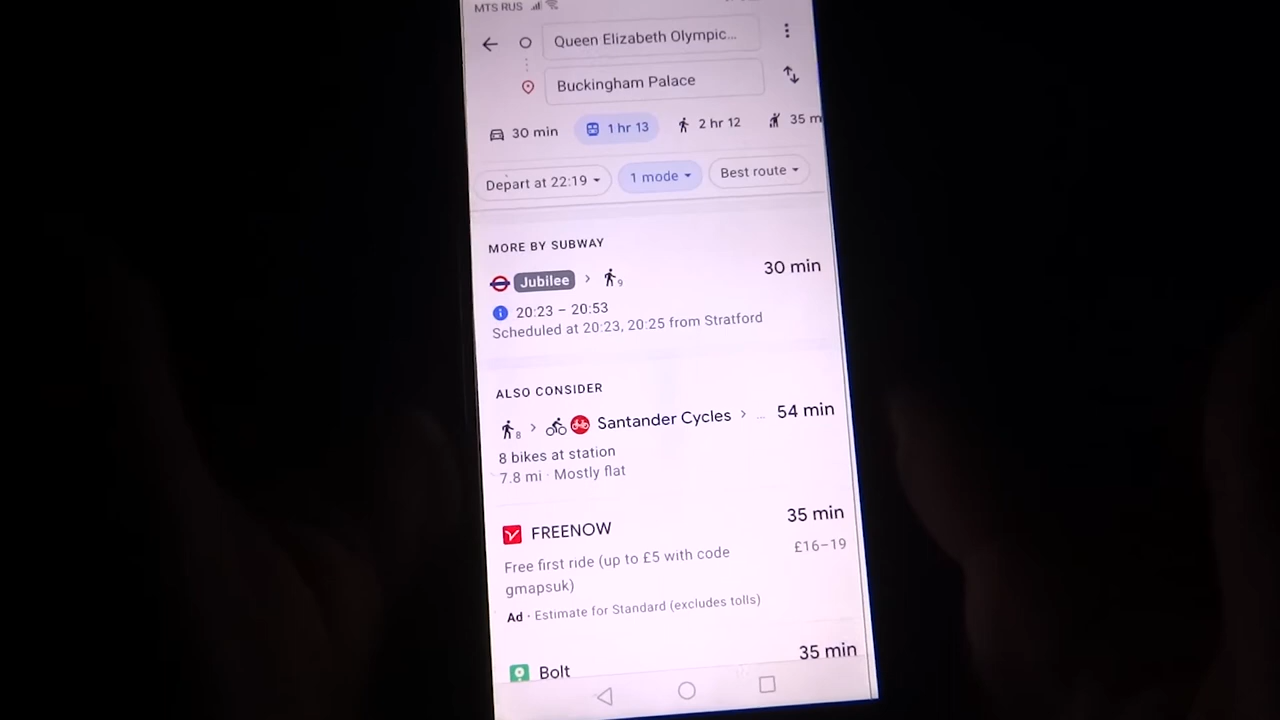 MTS RUS
Queen Elizabeth Olympic...
Buckingham Palace
30 min 1 hr 13 2 hr 12 35 m
Depart at 22:19 1 mode Best route
MORE BY SUBWAY
Jubilee > 9 30 min
20:23 – 20:53
Scheduled at 20:23, 20:25 from Stratford
ALSO CONSIDER
8 > Santander Cycles > ... 54 min
8 bikes at station
7.8 mi · Mostly flat
FREENOW 35 min
Free first ride (up to £5 with code £16–19
gmapsuk)
Ad · Estimate for Standard (excludes tolls)
Bolt 35 min